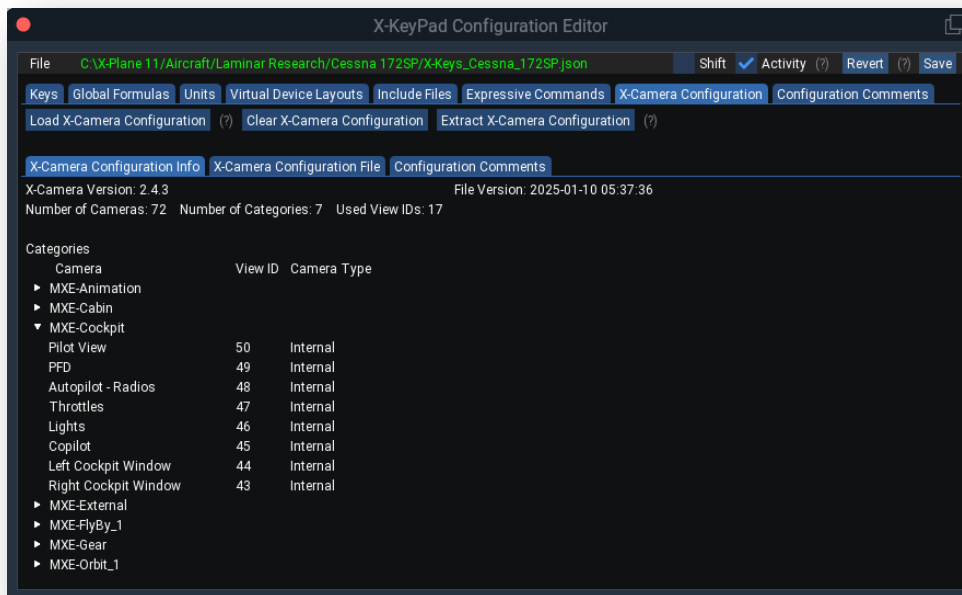 X-KeyPad Configuration Editor
File C:\X-Plane 11/Aircraft/Laminar Research/Cessna 172SP/X-Keys_Cessna_172SP.json Shift Activity (?) Revert (?) Save
Keys Global Formulas Units Virtual Device Layouts Include Files Expressive Commands X-Camera Configuration Configuration Comments
Load X-Camera Configuration (?) Clear X-Camera Configuration Extract X-Camera Configuration (?)
X-Camera Configuration Info X-Camera Configuration File Configuration Comments
X-Camera Version: 2.4.3 File Version: 2025-01-10 05:37:36
Number of Cameras: 72 Number of Categories: 7 Used View IDs: 17
Categories
Camera View ID Camera Type
MXE-Animation
MXE-Cabin
MXE-Cockpit
Pilot View 50 Internal
PFD 49 Internal
Autopilot - Radios 48 Internal
Throttles 47 Internal
Lights 46 Internal
Copilot 45 Internal
Left Cockpit Window 44 Internal
Right Cockpit Window 43 Internal
MXE-External
MXE-FlyBy_1
MXE-Gear
MXE-Orbit_1